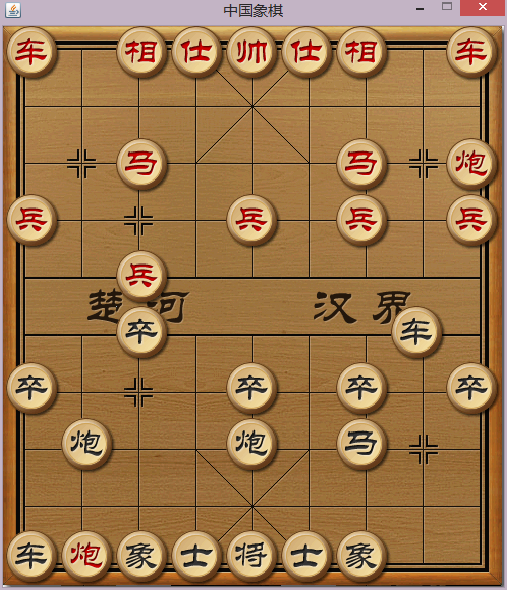 中国象棋
车 相 仕 帅 仕 相 车
马 马 炮
兵 兵 兵 兵
兵
楚河 汉界
卒 车
卒 卒 卒 卒
炮 炮 马
车 炮 象 士 将 士 象